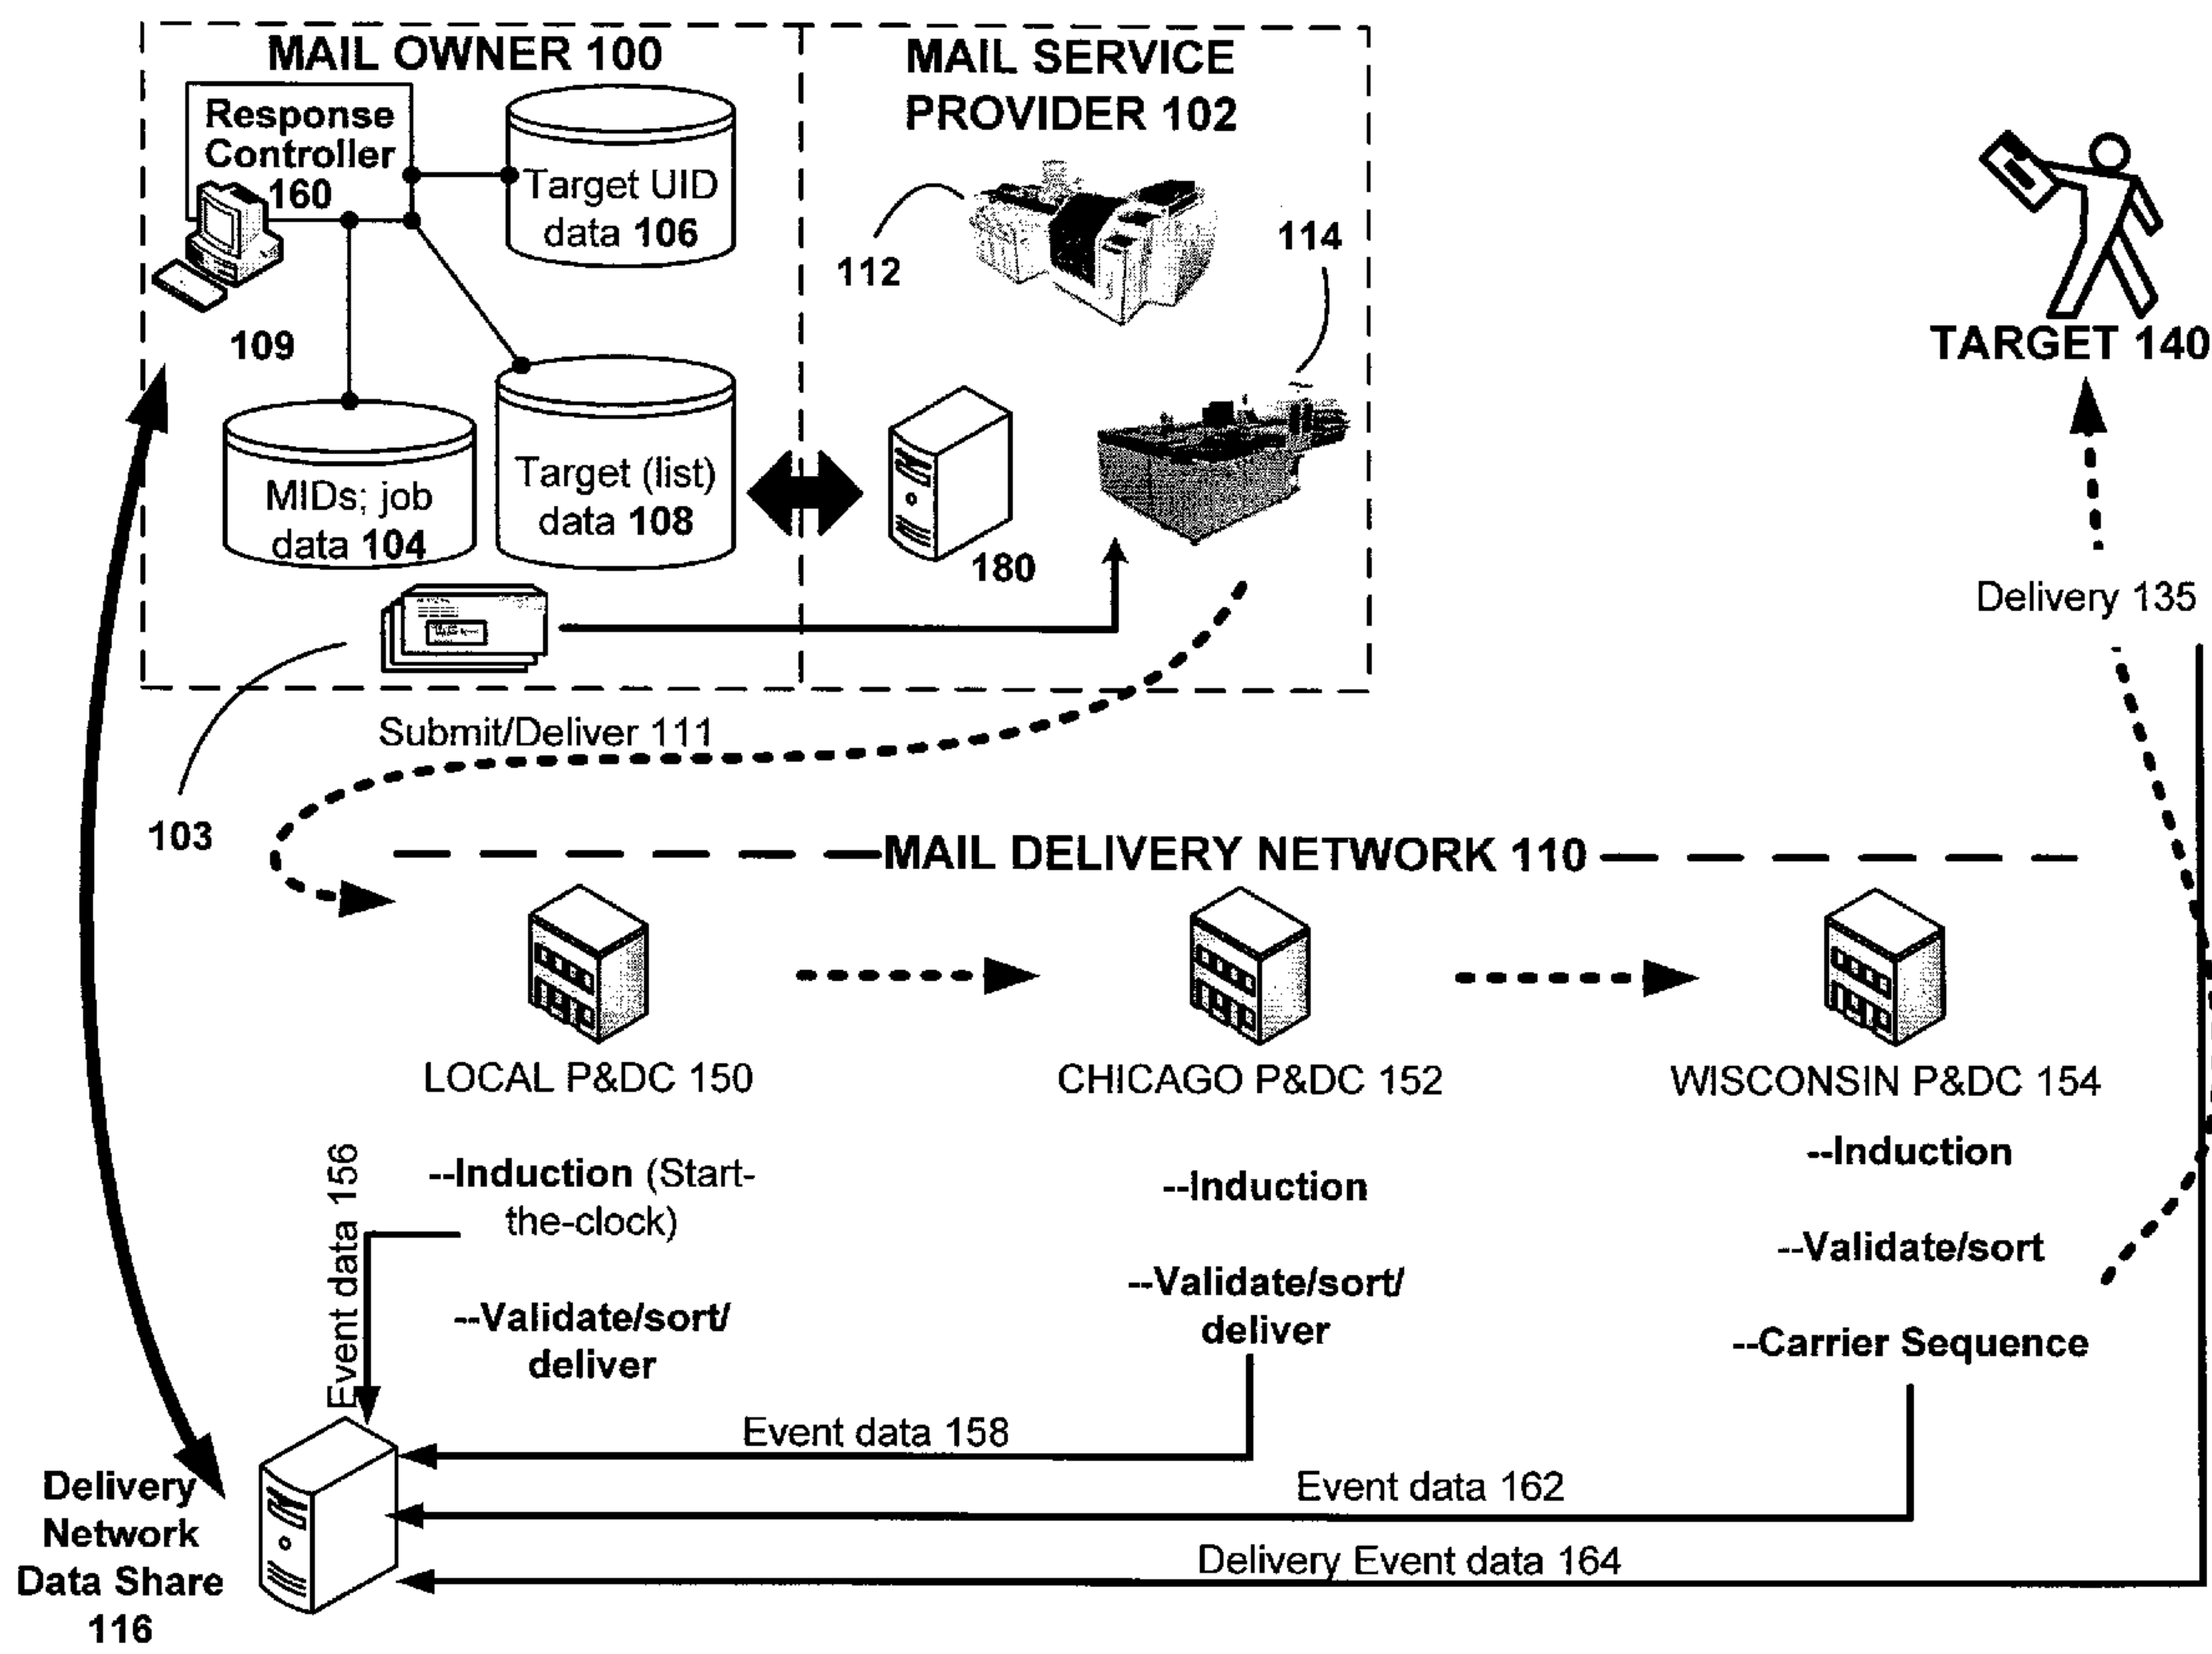 MAIL OWNER 100
Response
Controller
160
109
Target UID
data 106
MIDs; job
data 104
Target (list)
data 108
MAIL SERVICE
PROVIDER 102
112
114
180
TARGET 140
Delivery 135
Submit/Deliver 111
103
MAIL DELIVERY NETWORK 110
LOCAL P&DC 150
CHICAGO P&DC 152
WISCONSIN P&DC 154
--Induction (Start-
the-clock)
--Validate/sort/
deliver
--Induction
--Validate/sort/
deliver
--Induction
--Validate/sort
--Carrier Sequence
Event data 156
Event data 158
Event data 162
Delivery Event data 164
Delivery
Network
Data Share
116